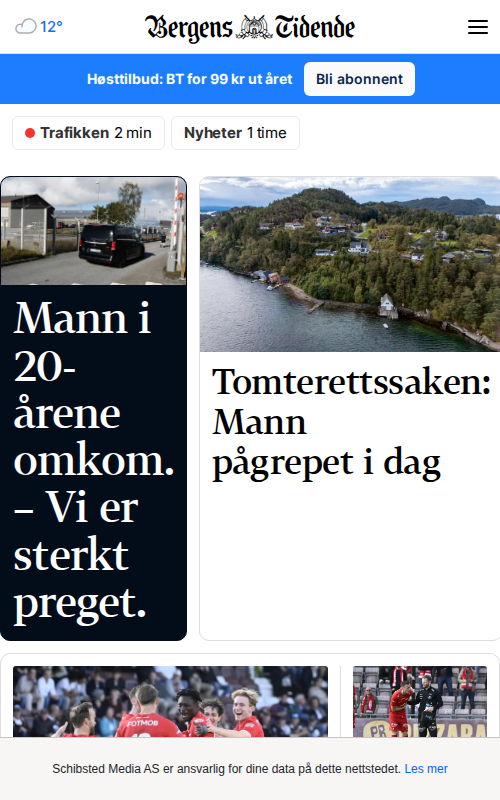 12°
Bergens Tidende
Høsttilbud: BT for 99 kr ut året
Bli abonnent
Trafikken 2 min
Nyheter 1 time
Mann i
20-
årene
omkom.
– Vi er
sterkt
preget.
Tomterettssaken:
Mann
pågrepet i dag
FOTMOB
Schibsted Media AS er ansvarlig for dine data på dette nettstedet. Les mer